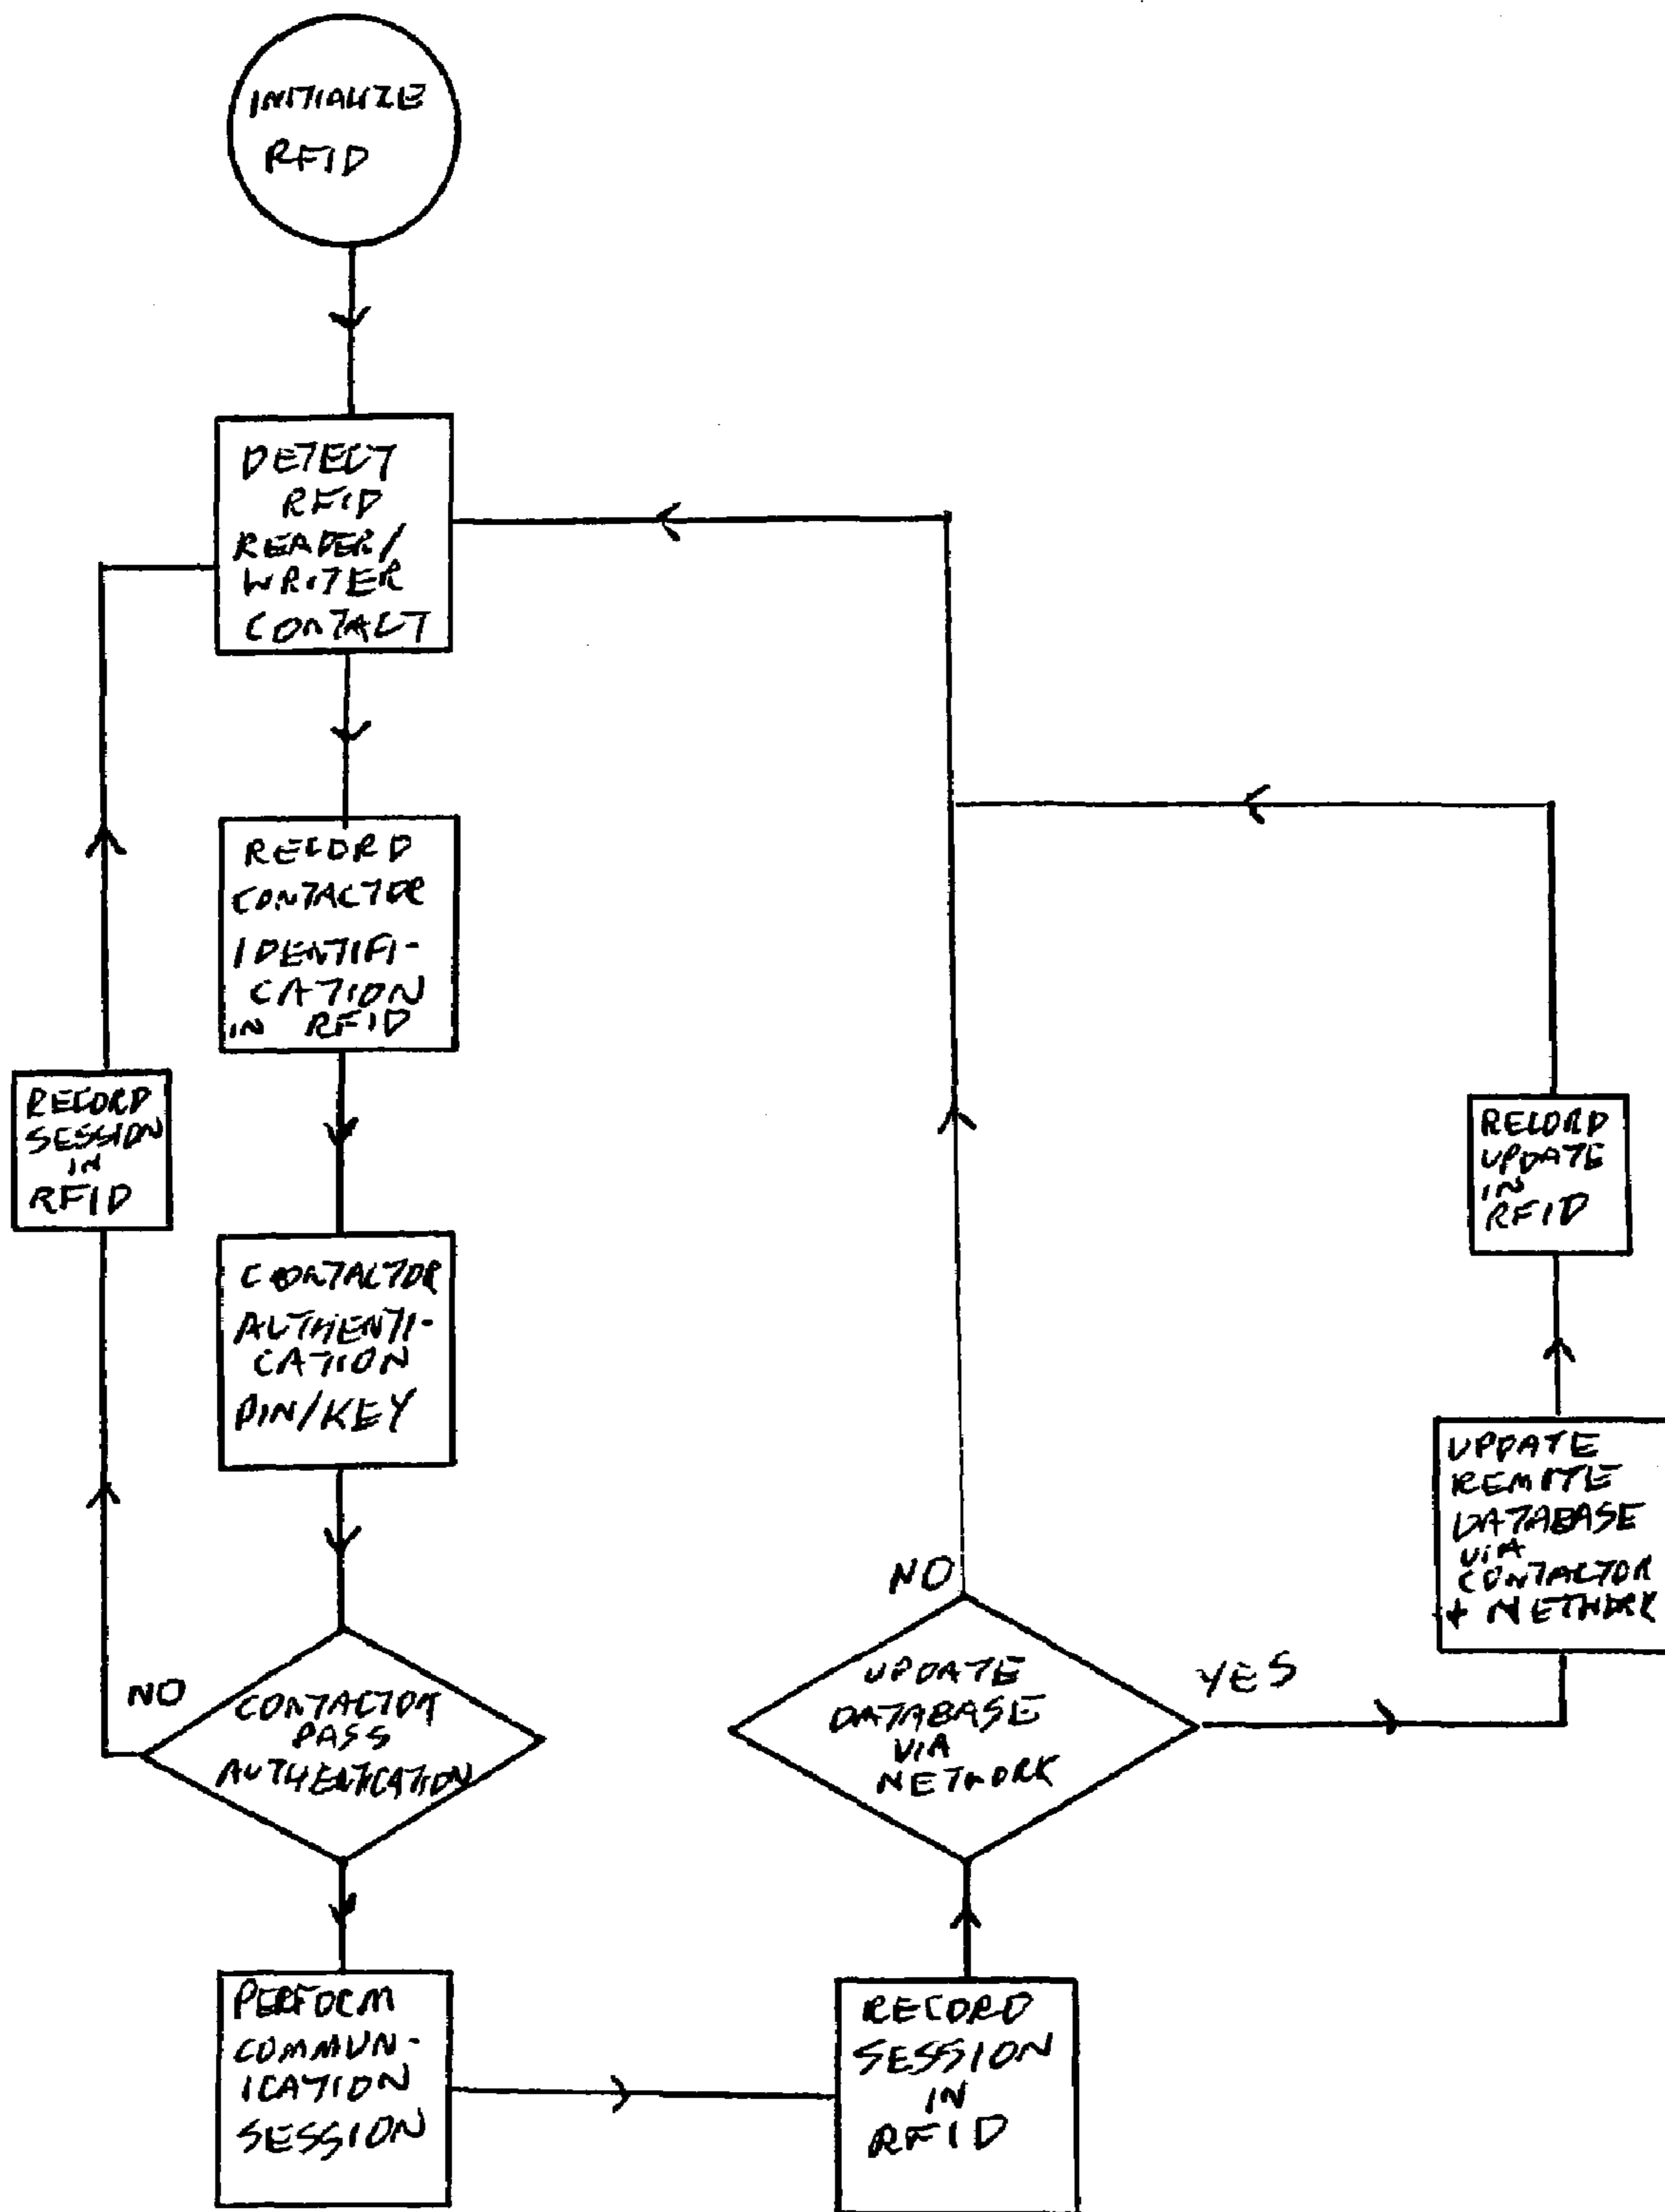 INITIALIZE
RFID
DETECT
RFID
READER/
WRITER
CONTACT
RECORD
CONTACTOR
IDENTIFI-
CATION
IN RFID
RECORD
SESSION
IN
RFID
CONTACTOR
AUTHENTI-
CATION
PIN/KEY
NO
CONTACTOR
PASS
AUTHENTICATION
PERFORM
COMMUN-
ICATION
SESSION
RECORD
SESSION
IN
RFID
NO
UPDATE
DATABASE
VIA
NETWORK
YES
UPDATE
REMOTE
DATABASE
VIA
CONTACTOR
+ NETWORK
RECORD
UPDATE
IN
RFID